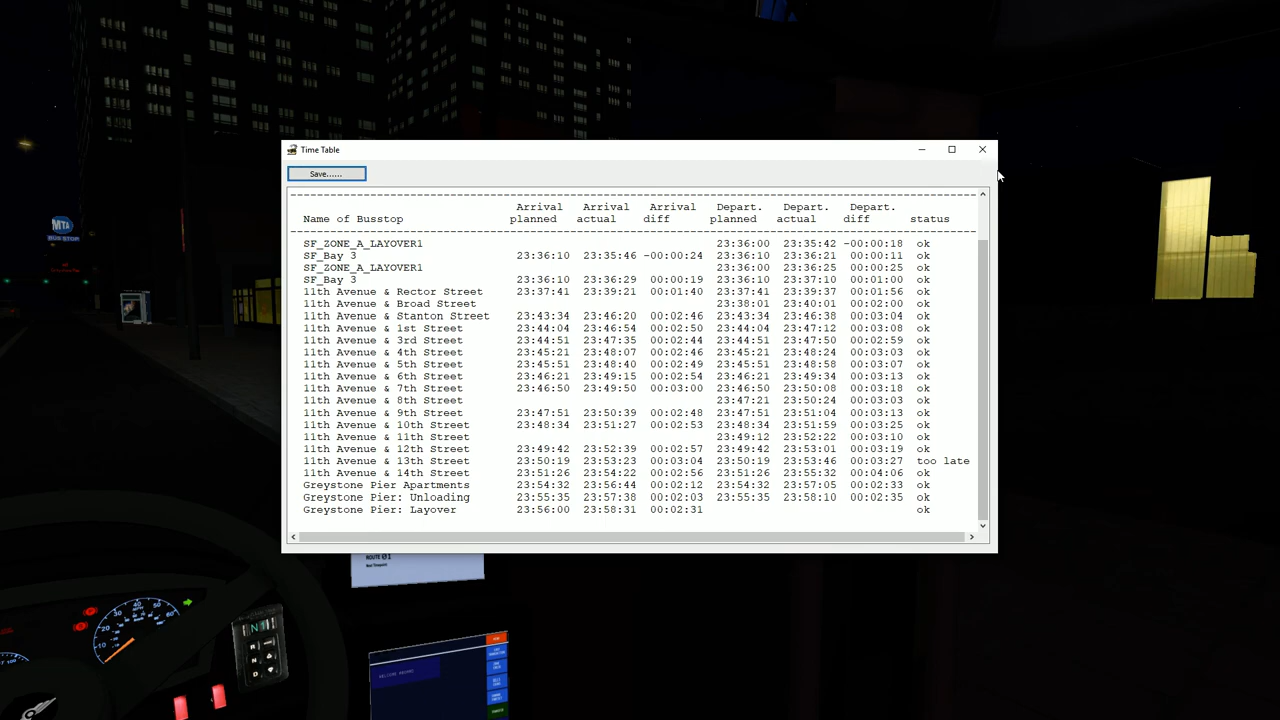 Time Table
Save......
Arrival Arrival Arrival Depart. Depart. Depart.
Name of Busstop planned actual diff planned actual diff status
SF_ZONE_A_LAYOVER1 23:36:00 23:35:42 -00:00:18 ok
SF_Bay 3 23:36:10 23:35:46 -00:00:24 23:36:10 23:36:21 00:00:11 ok
SF_ZONE_A_LAYOVER1 23:36:00 23:36:25 00:00:25 ok
SF_Bay 3 23:36:10 23:36:29 00:00:19 23:36:10 23:37:10 00:01:00 ok
11th Avenue & Rector Street 23:37:41 23:39:21 00:01:40 23:37:41 23:39:37 00:01:56 ok
11th Avenue & Broad Street 23:38:01 23:40:01 00:02:00 ok
11th Avenue & Stanton Street 23:43:34 23:46:20 00:02:46 23:43:34 23:46:38 00:03:04 ok
11th Avenue & 1st Street 23:44:04 23:46:54 00:02:50 23:44:04 23:47:12 00:03:08 ok
11th Avenue & 3rd Street 23:44:51 23:47:35 00:02:44 23:44:51 23:47:50 00:02:59 ok
11th Avenue & 4th Street 23:45:21 23:48:07 00:02:46 23:45:21 23:48:24 00:03:03 ok
11th Avenue & 5th Street 23:45:51 23:48:40 00:02:49 23:45:51 23:48:58 00:03:07 ok
11th Avenue & 6th Street 23:46:21 23:49:15 00:02:54 23:46:21 23:49:34 00:03:13 ok
11th Avenue & 7th Street 23:46:50 23:49:50 00:03:00 23:46:50 23:50:08 00:03:18 ok
11th Avenue & 8th Street 23:47:21 23:50:24 00:03:03 ok
11th Avenue & 9th Street 23:47:51 23:50:39 00:02:48 23:47:51 23:51:04 00:03:13 ok
11th Avenue & 10th Street 23:48:34 23:51:27 00:02:53 23:48:34 23:51:59 00:03:25 ok
11th Avenue & 11th Street 23:49:12 23:52:22 00:03:10 ok
11th Avenue & 12th Street 23:49:42 23:52:39 00:02:57 23:49:42 23:53:01 00:03:19 ok
11th Avenue & 13th Street 23:50:19 23:53:23 00:03:04 23:50:19 23:53:46 00:03:27 too late
11th Avenue & 14th Street 23:51:26 23:54:22 00:02:56 23:51:26 23:55:32 00:04:06 ok
Greystone Pier Apartments 23:54:32 23:56:44 00:02:12 23:54:32 23:57:05 00:02:33 ok
Greystone Pier: Unloading 23:55:35 23:57:38 00:02:03 23:55:35 23:58:10 00:02:35 ok
Greystone Pier: Layover 23:56:00 23:58:31 00:02:31 ok
MTA
BUS STOP
ROUTE
10 20 30 40 50 60
N
R
N
D